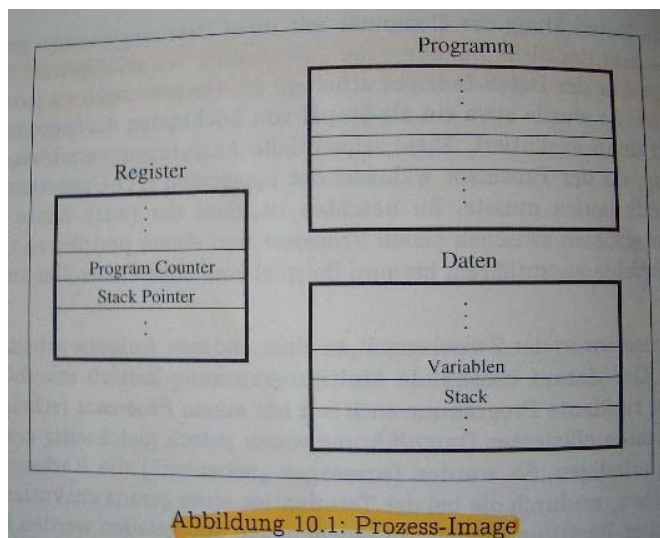 Programm
Register
Program Counter
Stack Pointer
Daten
Variablen
Stack
Abbildung 10.1: Prozess-Image